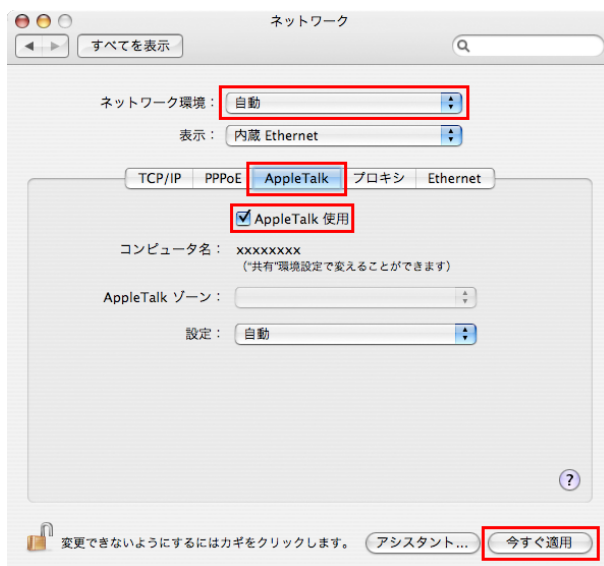 ネットワーク
すべてを表示
ネットワーク環境： 自動
表示： 内蔵 Ethernet
TCP/IP PPPoE AppleTalk プロキシ Ethernet
AppleTalk 使用
コンピュータ名： xxxxxxxx
("共有"環境設定で変えることができます)
AppleTalk ゾーン：
設定： 自動
?
変更できないようにするにはカギをクリックします。 アシスタント... 今すぐ適用